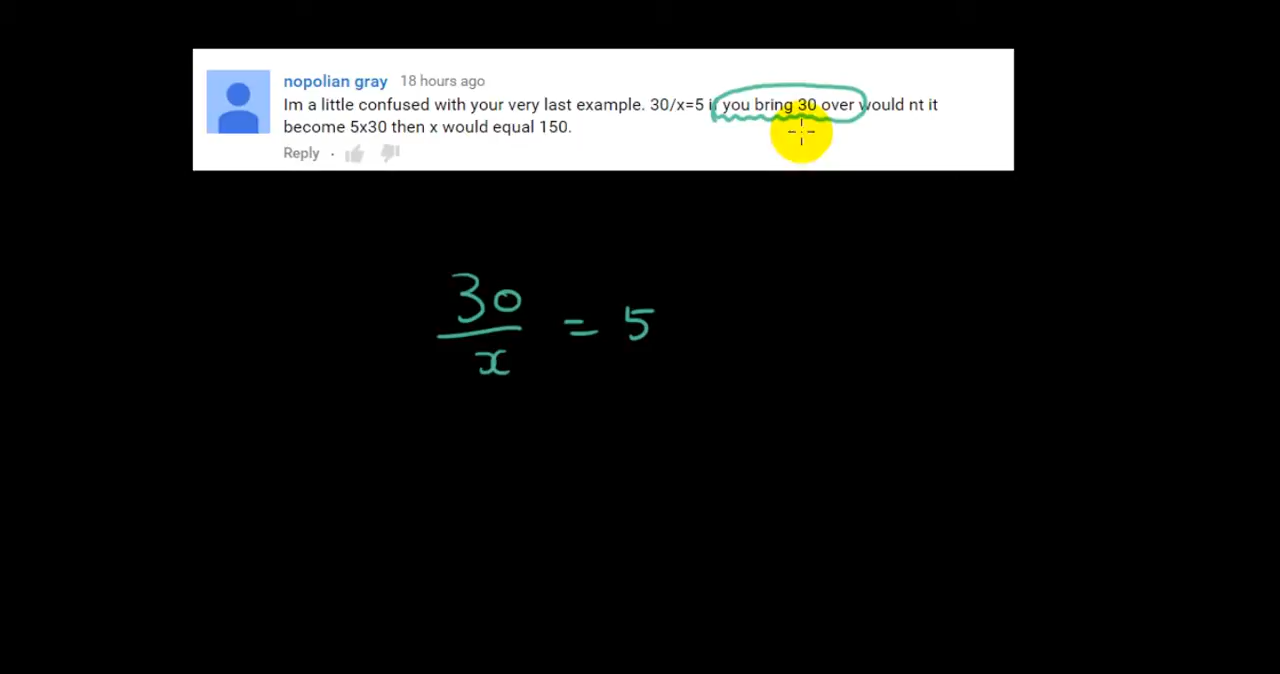 nopolian gray 18 hours ago
Im a little confused with your very last example. 30/x=5 if you bring 30 over would nt it
become 5x30 then x would equal 150.
Reply ·
30
x
= 5